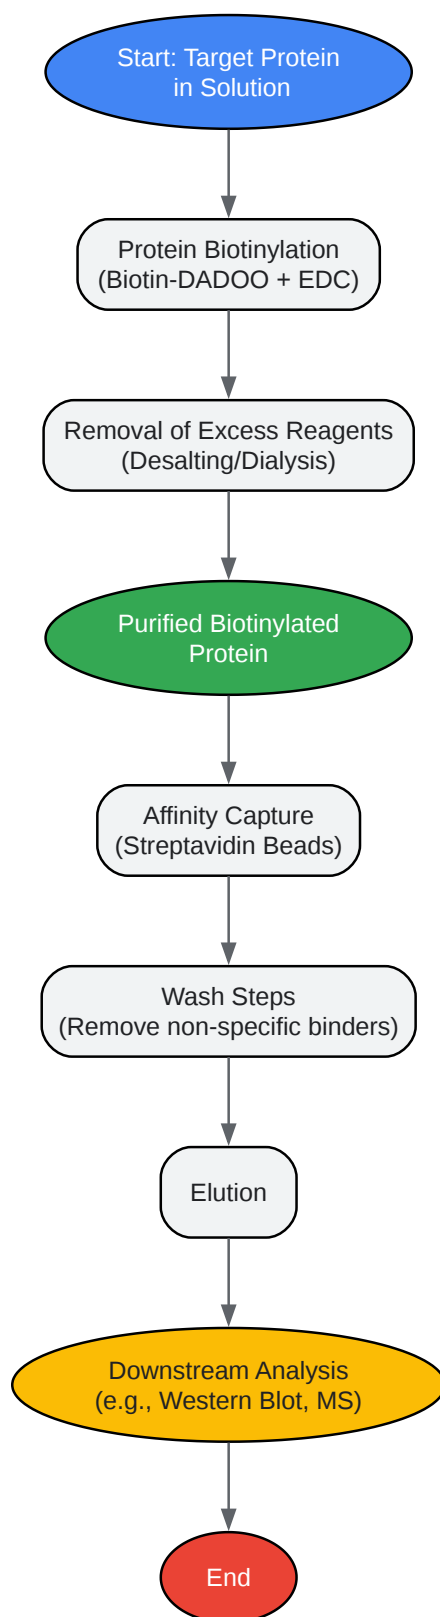 Start: Target Protein
in Solution
Protein Biotinylation
(Biotin-DADOO + EDC)
Removal of Excess Reagents
(Desalting/Dialysis)
Purified Biotinylated
Protein
Affinity Capture
(Streptavidin Beads)
Wash Steps
(Remove non-specific binders)
Elution
Downstream Analysis
(e.g., Western Blot, MS)
End